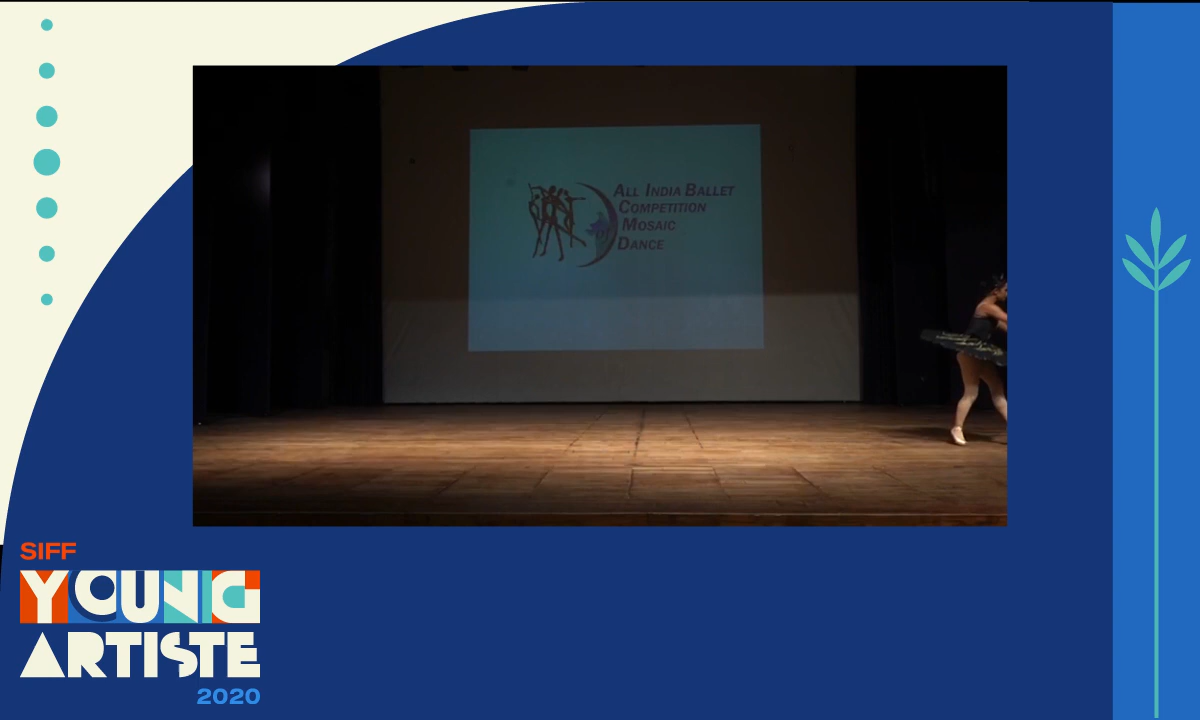 ALL INDIA BALLET
COMPETITION
MOSAIC
DANCE
SIFF
YOUNG
ARTISTE
2020